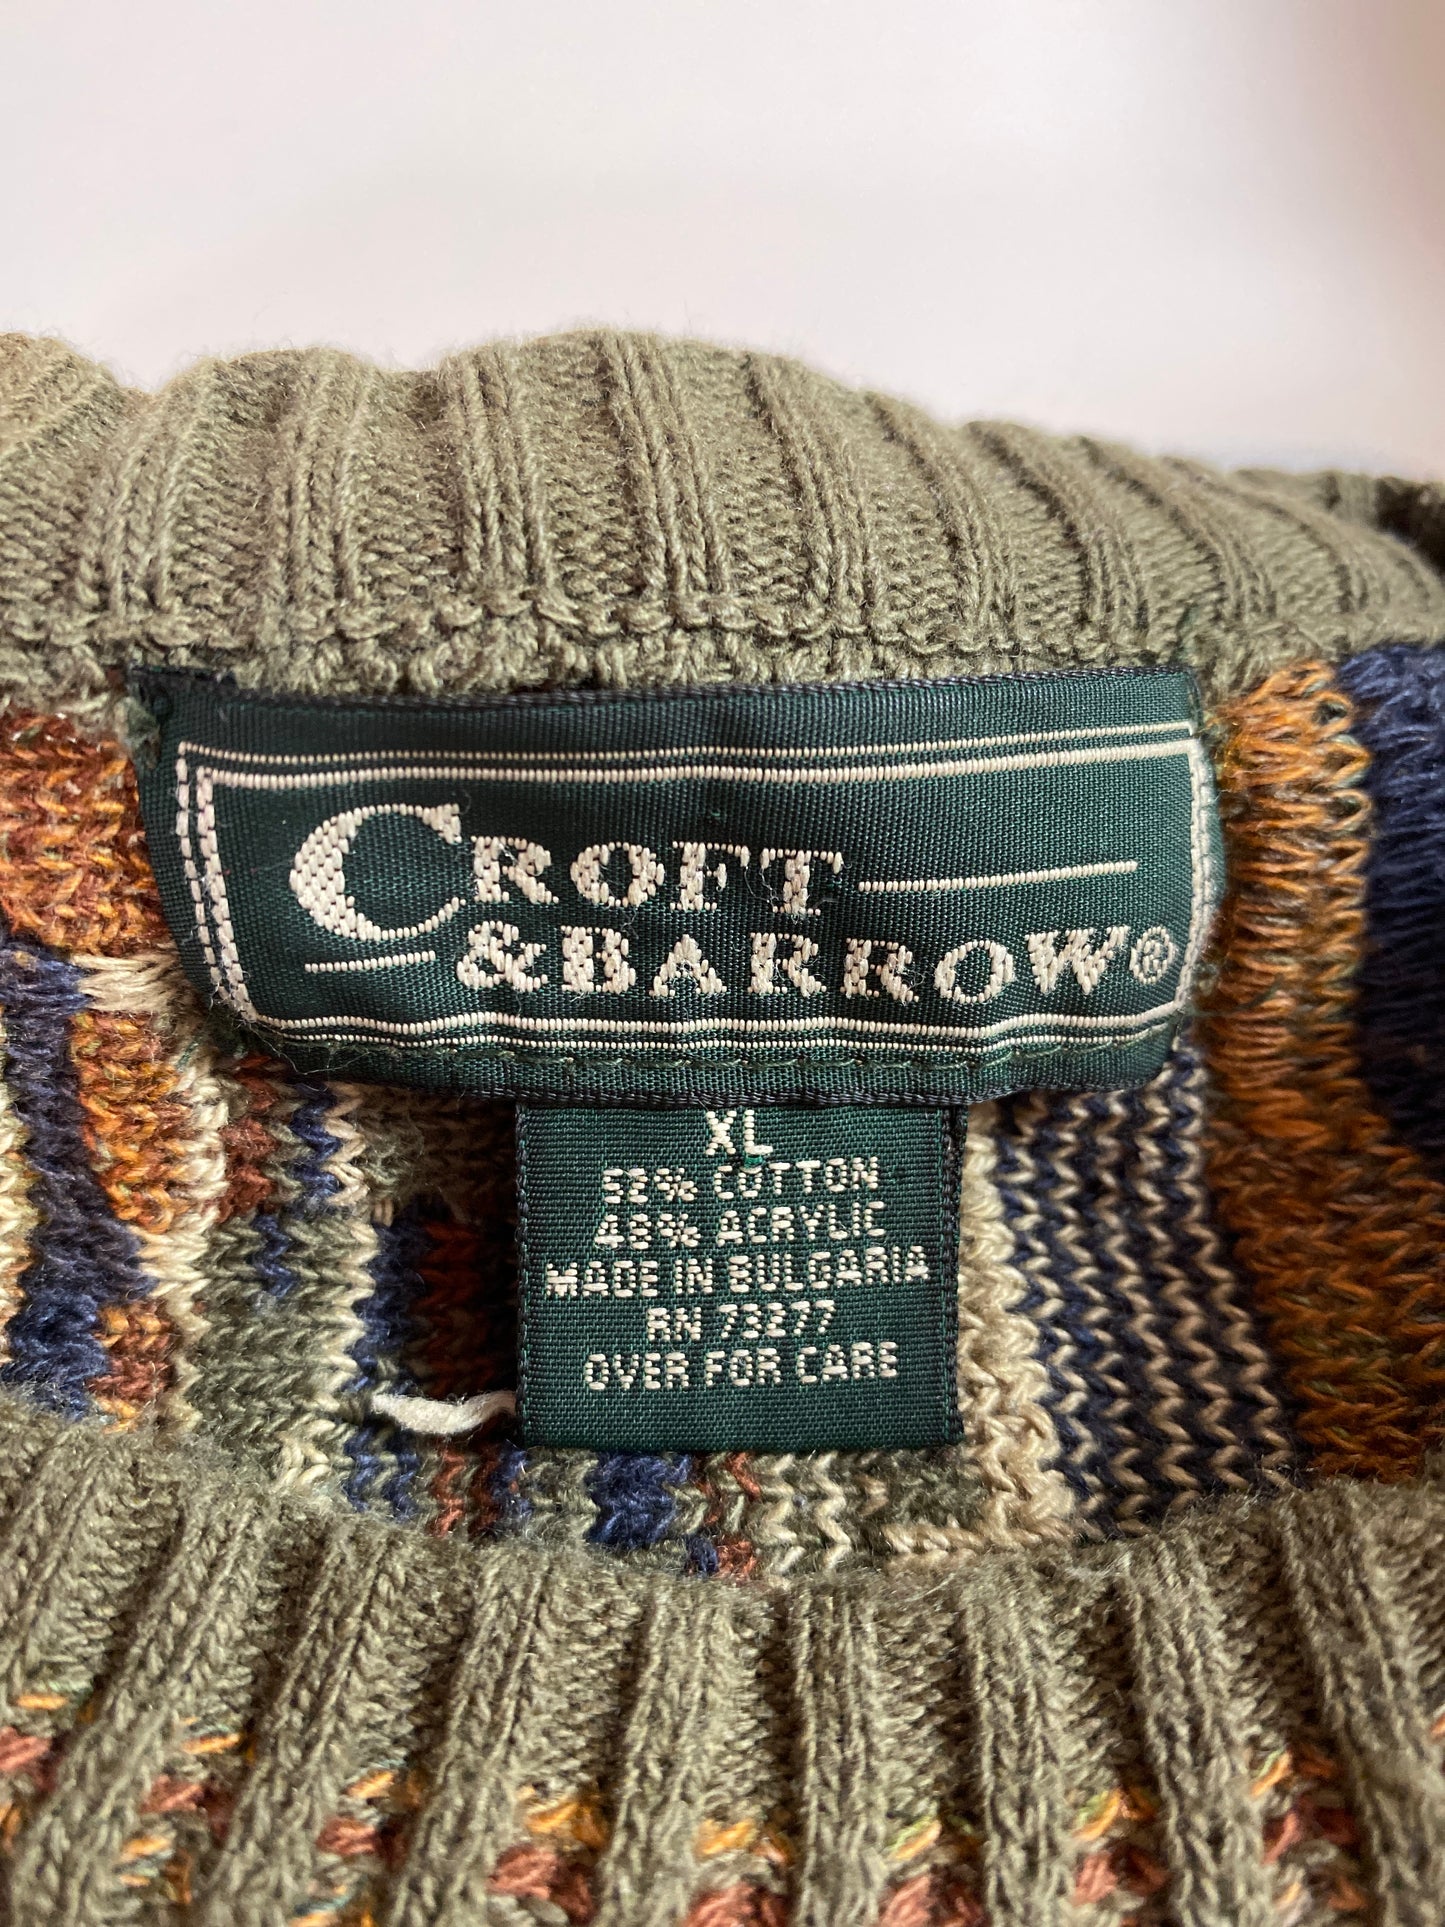 CROFT
&BARROW®
XL
52% COTTON
48% ACRYLIC
MADE IN BULGARIA
RN 73277
OVER FOR CARE